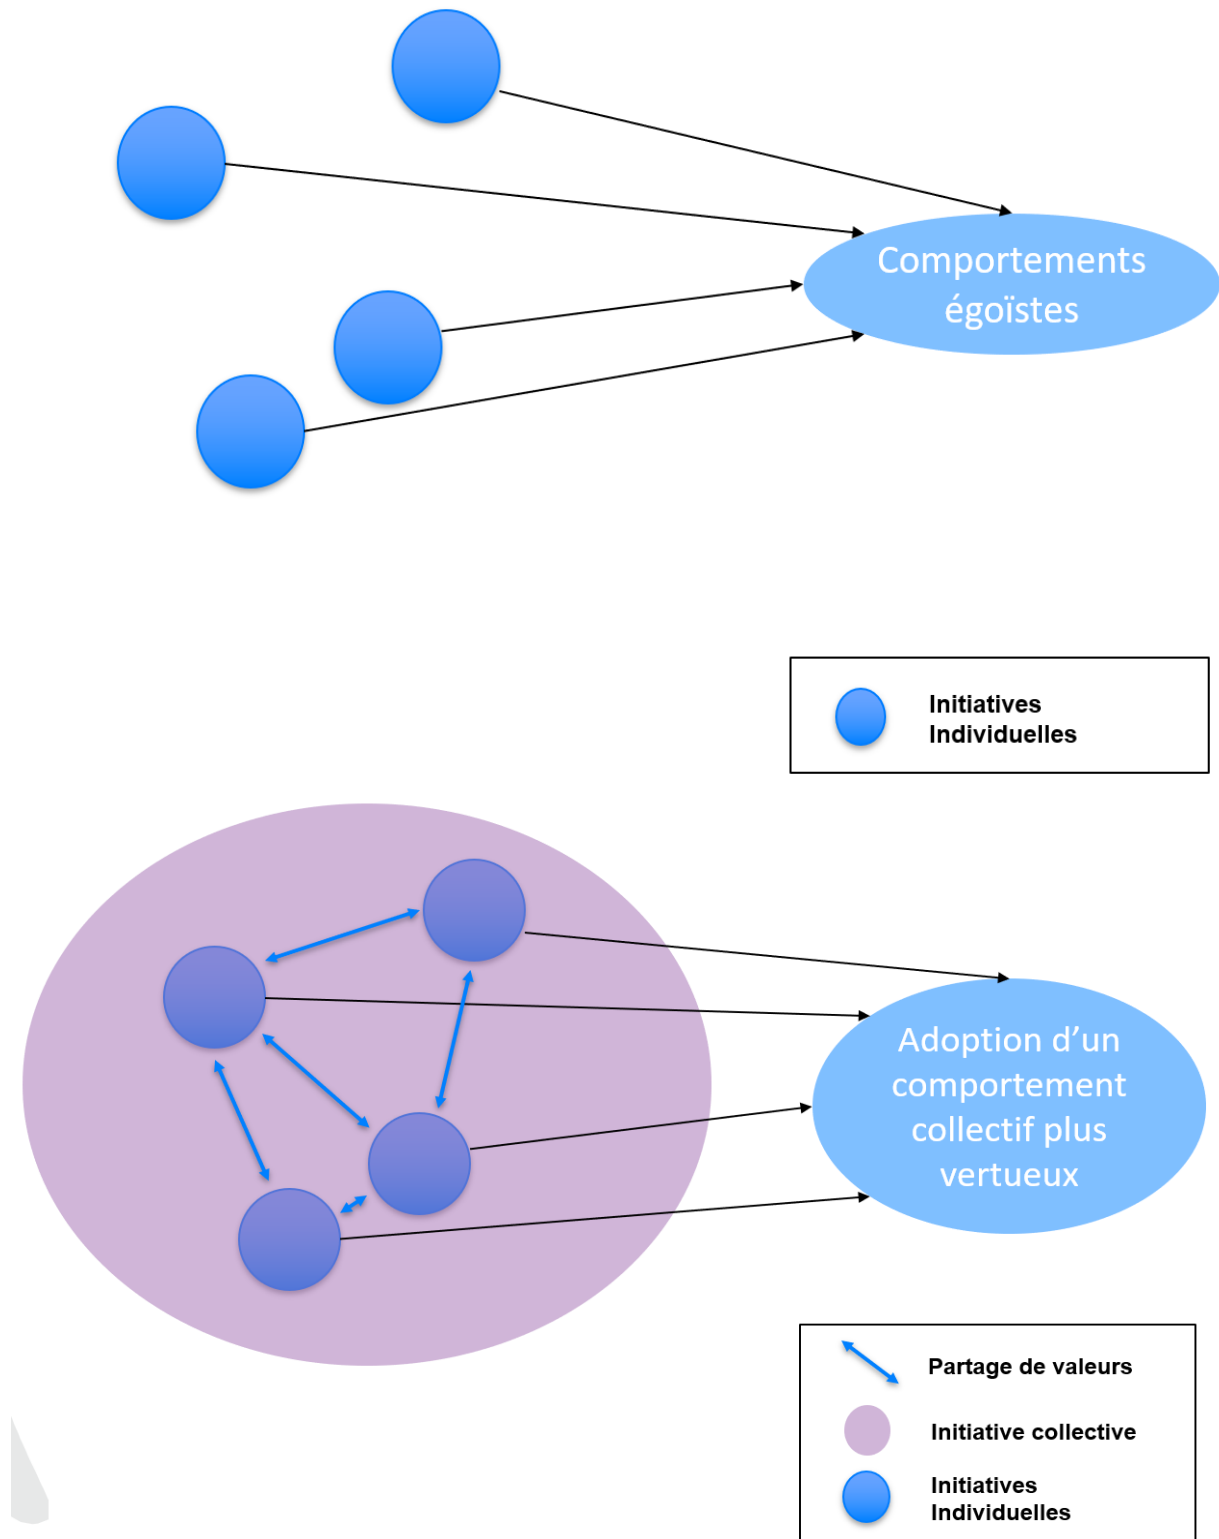 Comportements
égoïstes
Initiatives
Individuelles
Adoption d’un
comportement
collectif plus
vertueux
Partage de valeurs
Initiative collective
Initiatives
Individuelles